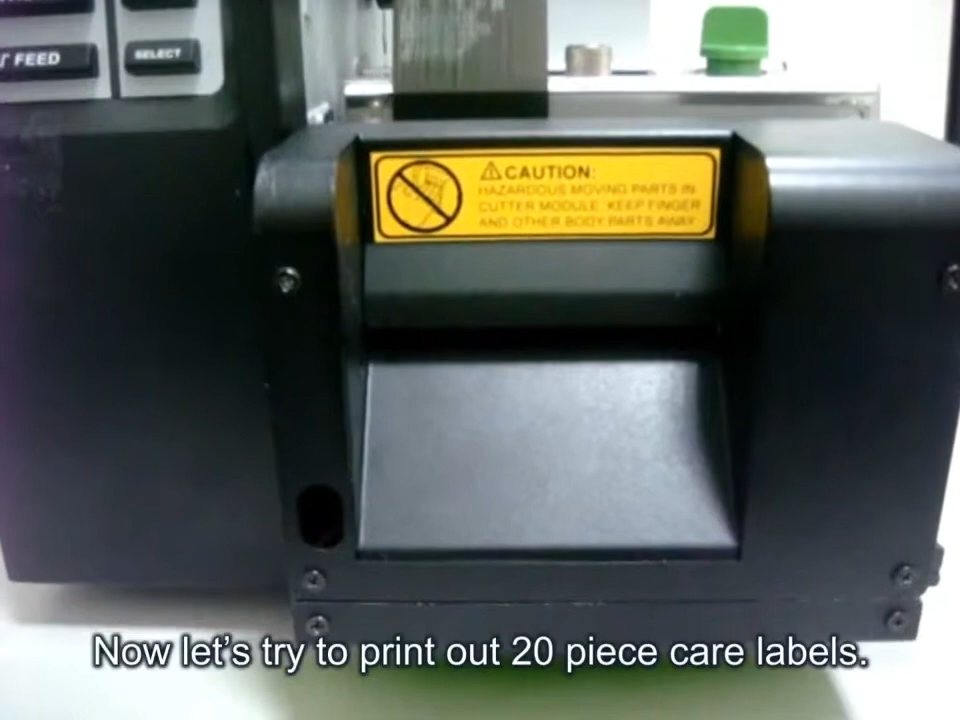 FEED
SELECT
⚠CAUTION:
HAZARDOUS MOVING PARTS IN
CUTTER MODULE. KEEP FINGER
AND OTHER BODY PARTS AWAY
Now let's try to print out 20 piece care labels.